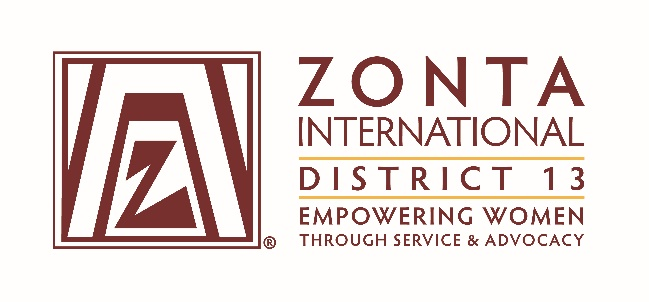 ZONTA
INTERNATIONAL
DISTRICT 13
EMPOWERING WOMEN
THROUGH SERVICE & ADVOCACY
Z
®